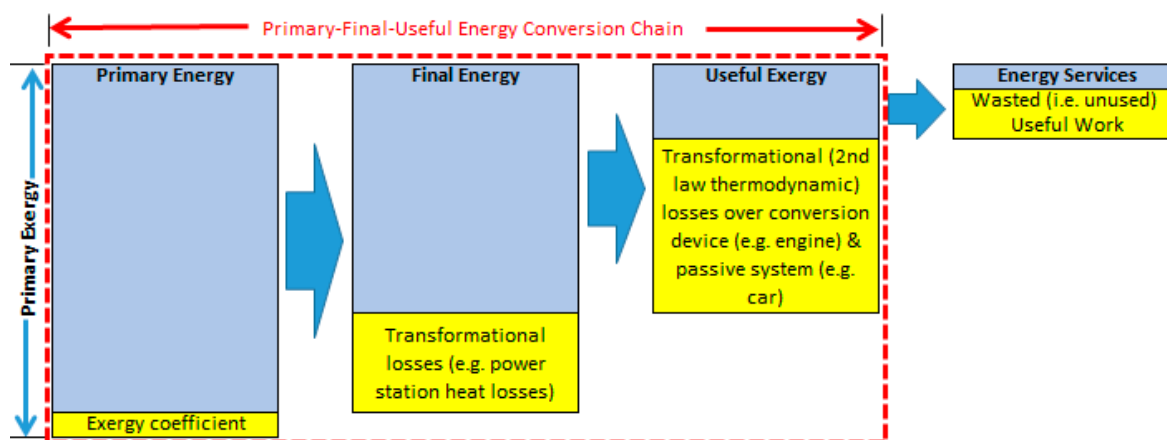 Primary-Final-Useful Energy Conversion Chain
Primary Exergy
Primary Energy
Exergy coefficient
Final Energy
Transformational
losses (e.g. power
station heat losses)
Useful Exergy
Transformational (2nd
law thermodynamic)
losses over conversion
device (e.g. engine) &
passive system (e.g.
car)
Energy Services
Wasted (i.e. unused)
Useful Work